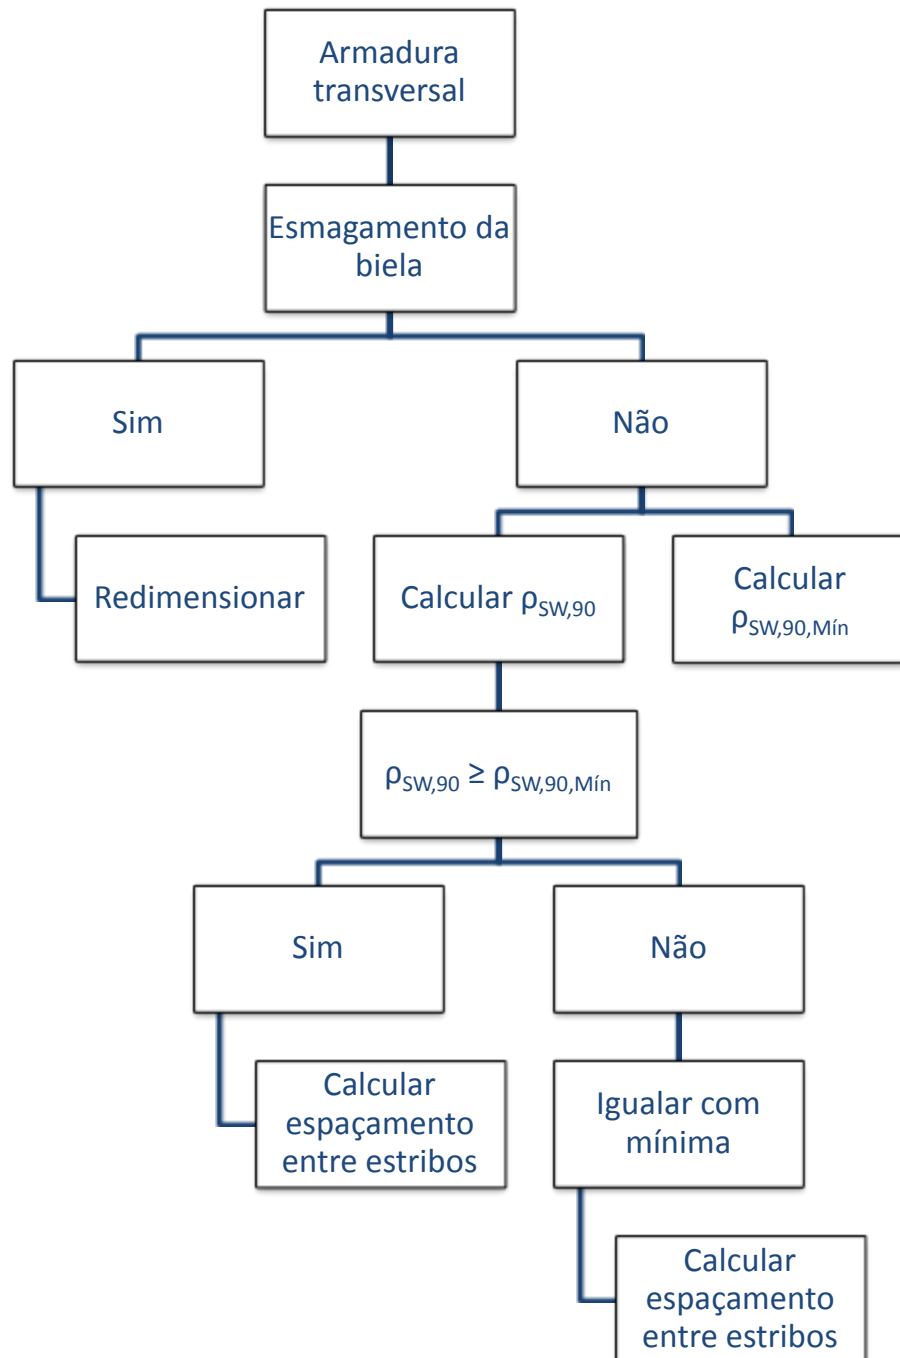 Armadura
transversal
Esmagamento da
biela
Sim
Não
Redimensionar
Calcular ρSW,90
Calcular
ρSW,90,Mín
ρSW,90 ≥ ρSW,90,Mín
Sim
Não
Calcular
espaçamento
entre estribos
Igualar com
mínima
Calcular
espaçamento
entre estribos